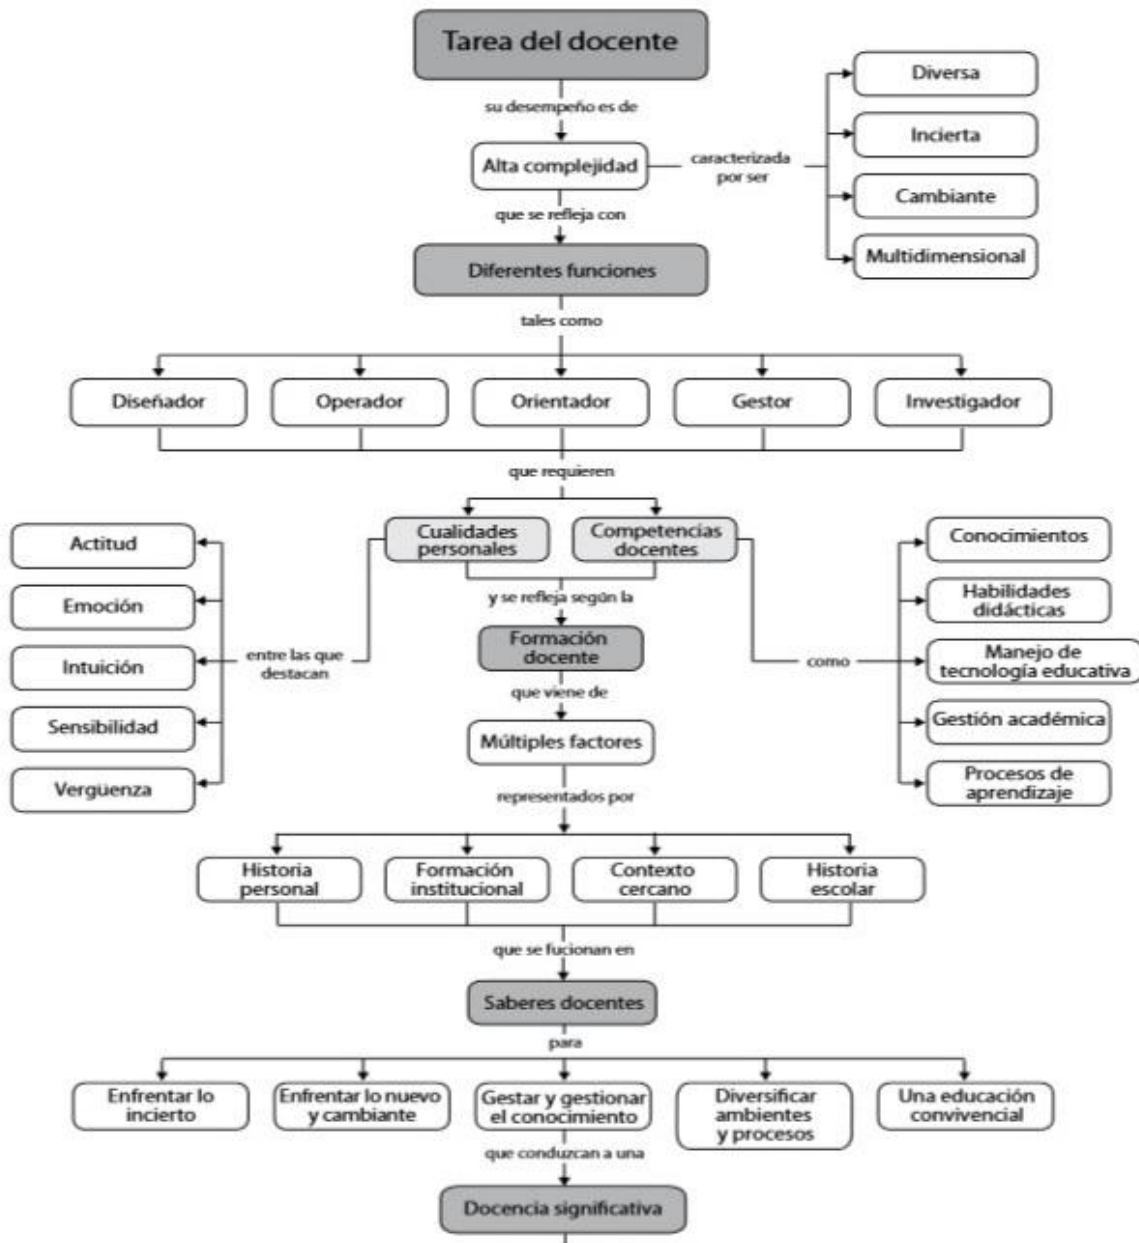 Tarea del docente
Diversa
su desempeño es de
Incierta
Alta complejidad
caracterizada
por ser
Cambiante
que se refleja con
Multidimensional
Diferentes funciones
tales como
Diseñador
Operador
Orientador
Gestor
Investigador
que requieren
Cualidades
personales
Competencias
docentes
Actitud
Emoción
Intuición
Sensibilidad
Vergüenza
entre las que
destacan
y se refleja según la
Formación
docente
como
Conocimientos
Habilidades
didácticas
Manejo de
tecnología educativa
Gestión académica
Procesos de
aprendizaje
que viene de
Múltiples factores
representados por
Historia
personal
Formación
institucional
Contexto
cercano
Historia
escolar
que se fucionan en
Saberes docentes
para
Enfrentar lo
incierto
Enfrentar lo nuevo
y cambiante
Gestar y gestionar
el conocimiento
Diversificar
ambientes
y procesos
Una educación
convivencial
que conduzcan a una
Docencia significativa